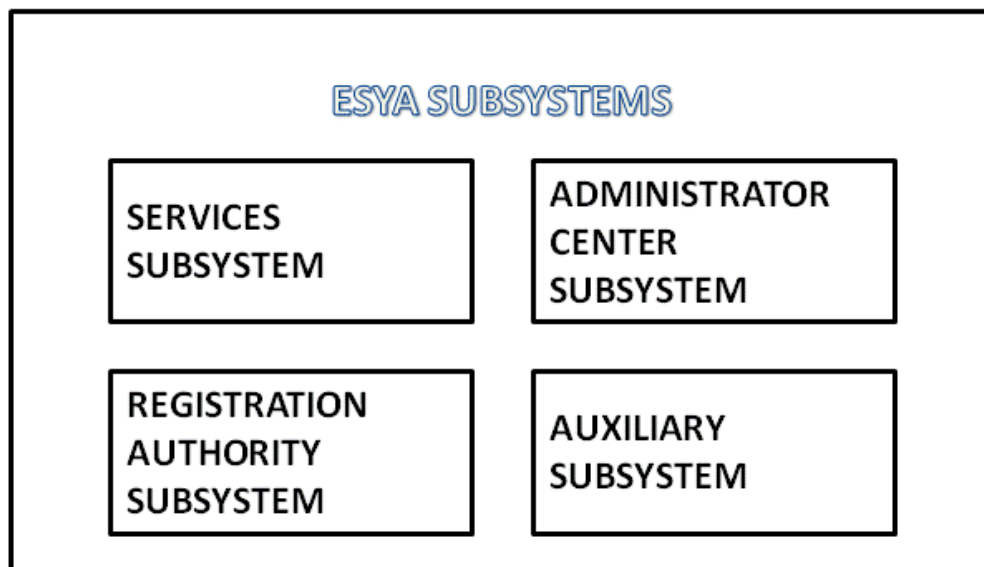 ESYA SUBSYSTEMS
SERVICES
SUBSYSTEM
ADMINISTRATOR
CENTER
SUBSYSTEM
REGISTRATION
AUTHORITY
SUBSYSTEM
AUXILIARY
SUBSYSTEM